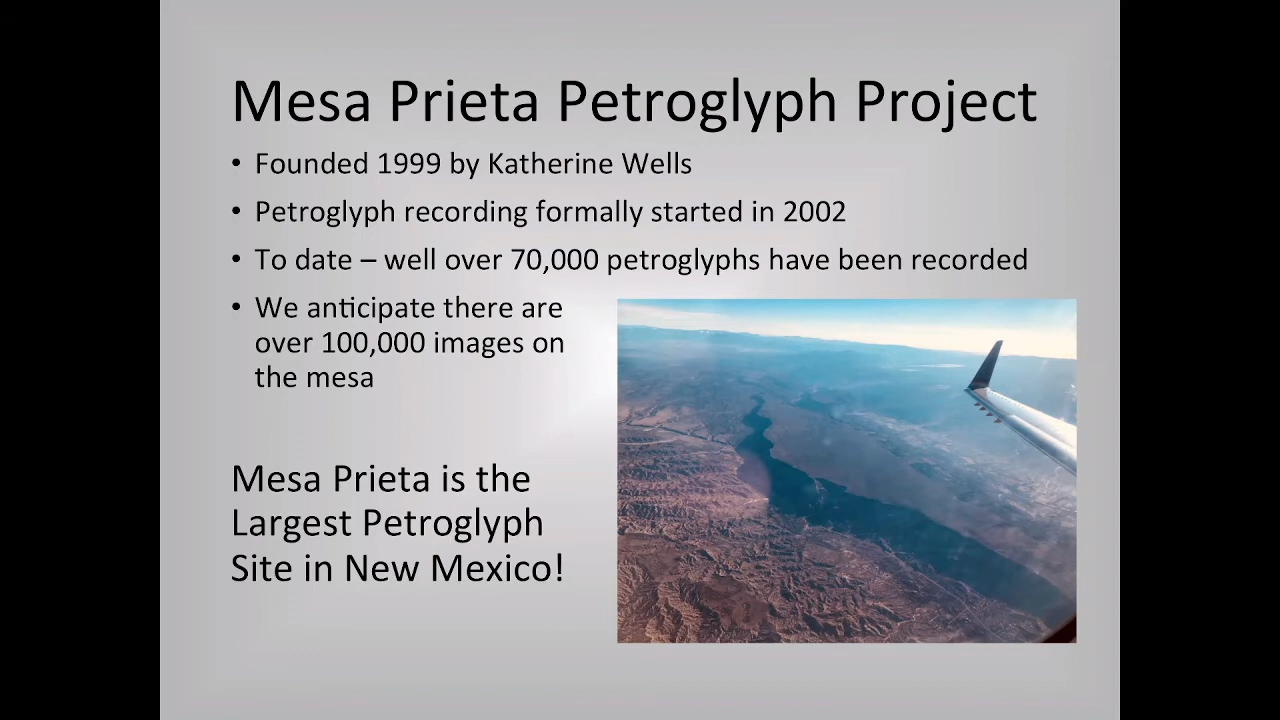 Mesa Prieta Petroglyph Project
• Founded 1999 by Katherine Wells
• Petroglyph recording formally started in 2002
• To date – well over 70,000 petroglyphs have been recorded
• We anticipate there are
over 100,000 images on
the mesa
Mesa Prieta is the
Largest Petroglyph
Site in New Mexico!